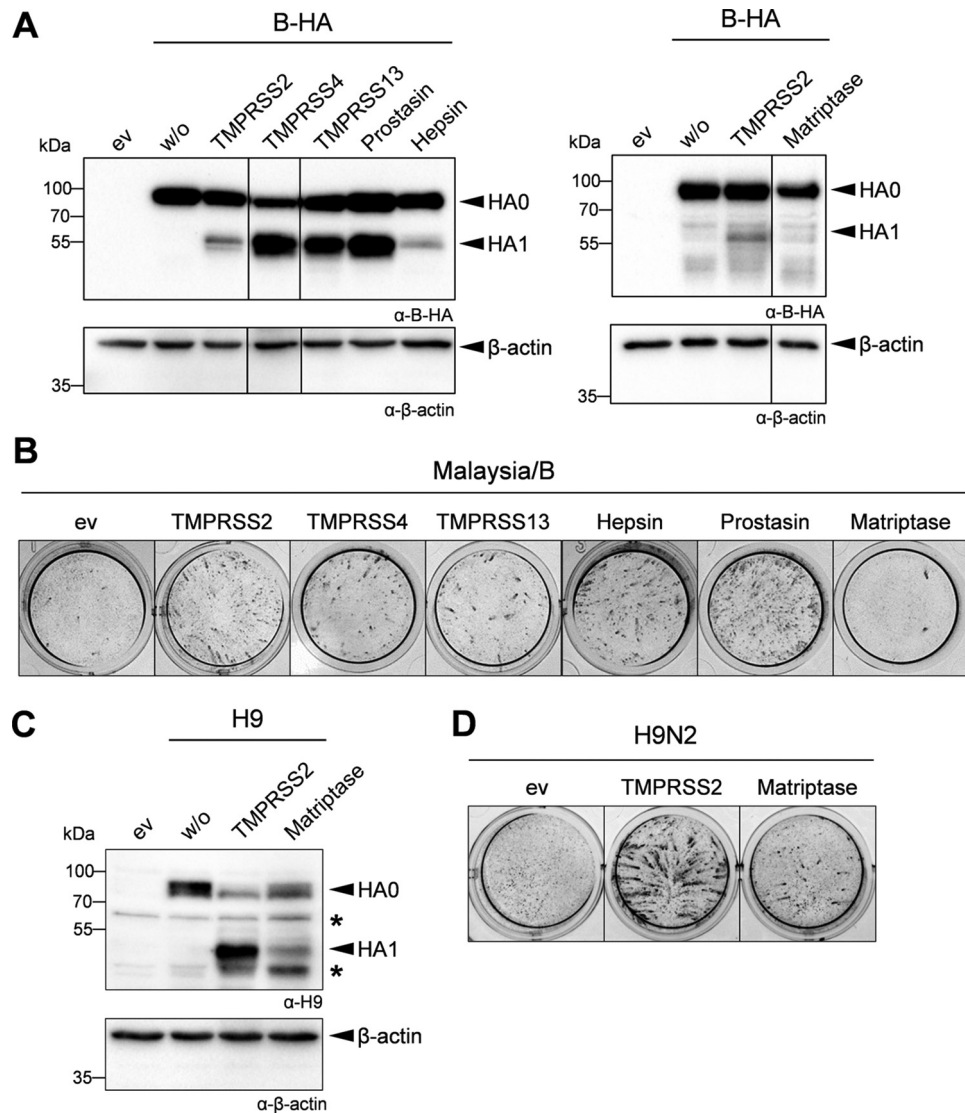 A
B-HA
ev
w/o
TMPRSS2
TMPRSS4
TMPRSS13
Prostasin
Hepsin
kDa
100
70
55
HA0
HA1
α-B-HA
β-actin
35
α-β-actin
B-HA
ev
w/o
TMPRSS2
Matriptase
kDa
100
70
55
HA0
HA1
α-B-HA
β-actin
35
α-β-actin
B
Malaysia/B
ev TMPRSS2 TMPRSS4 TMPRSS13 Hepsin Prostasin Matriptase
C
H9
ev
w/o
TMPRSS2
Matriptase
kDa
100
70
55
HA0
*
HA1
*
α-H9
β-actin
35
α-β-actin
D
H9N2
ev TMPRSS2 Matriptase